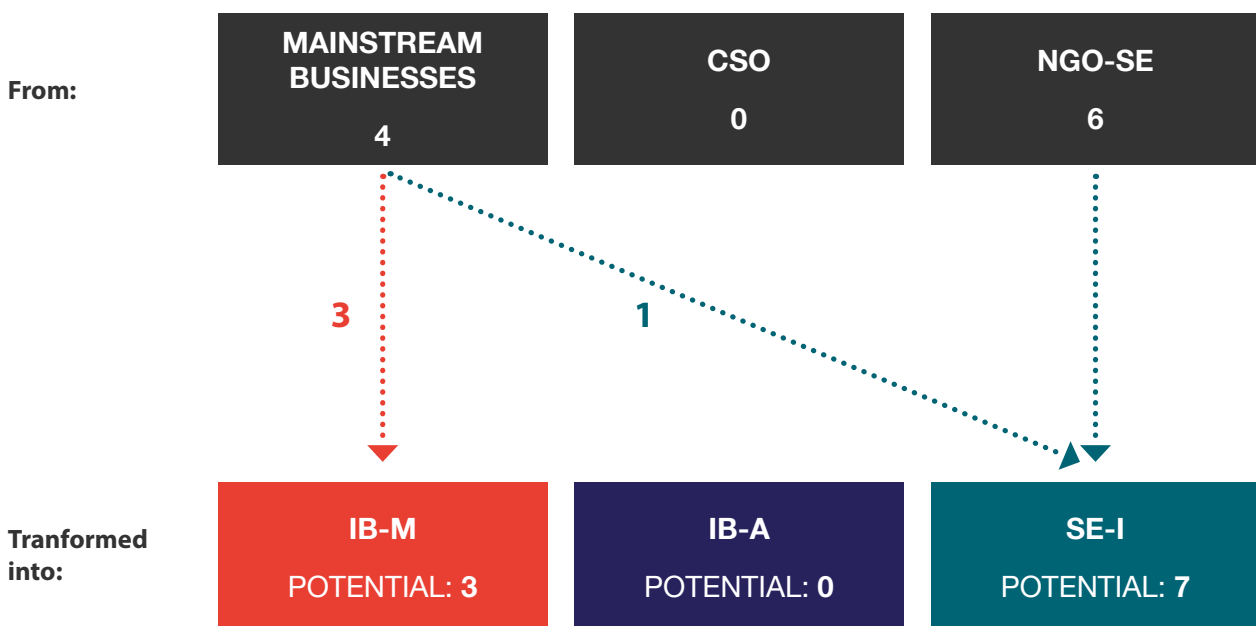 From:
MAINSTREAM
BUSINESSES
4
CSO
0
NGO-SE
6
3
1
Tranformed
into:
IB-M
POTENTIAL: 3
IB-A
POTENTIAL: 0
SE-I
POTENTIAL: 7